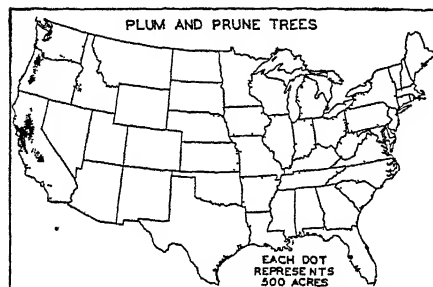 PLUM AND PRUNE TREES
EACH DOT
REPRESENTS
500 ACRES